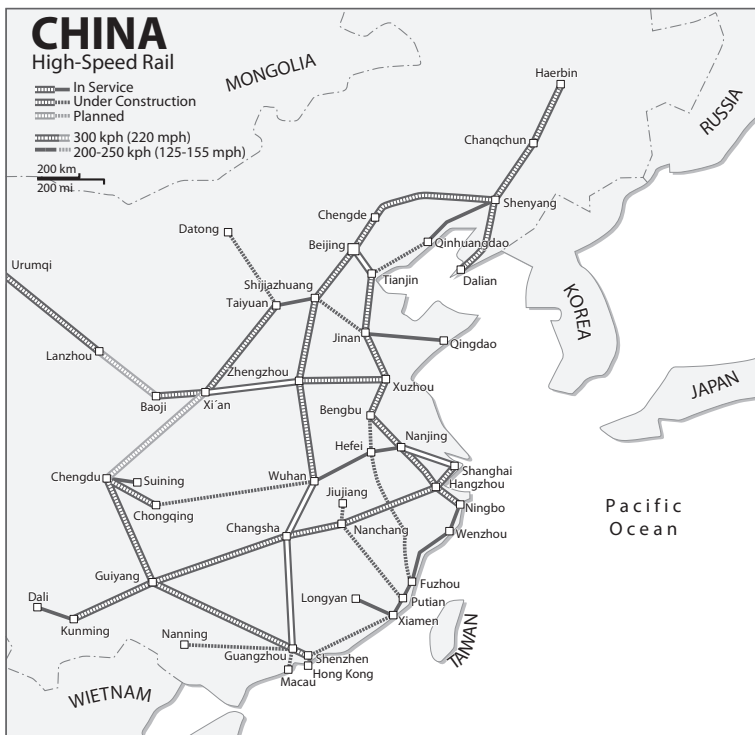 CHINA
High-Speed Rail
In Service
Under Construction
Planned
300 kph (220 mph)
200-250 kph (125-155 mph)
200 km
200 mi
MONGOLIA
RUSSIA
Haerbin
Chanqchun
Shenyang
Chengde
Datong
Beijing
Qinhuangdao
Urumqi
Shijiazhuang
Tianjin
Dalian
Taiyuan
KOREA
Jinan
Qingdao
Lanzhou
Zhengzhou
Xuzhou
JAPAN
Baoji
Xi´an
Bengbu
Nanjing
Hefei
Shanghai
Chengdu
Suining
Wuhan
Hangzhou
Jiujiang
Ningbo
Chongqing
Pacific
Ocean
Changsha
Nanchang
Wenzhou
Guiyang
Fuzhou
Dali
Longyan
Putian
Kunming
Xiamen
Nanning
TAIVAN
Guangzhou
Shenzhen
Hong Kong
Macau
WIETNAM